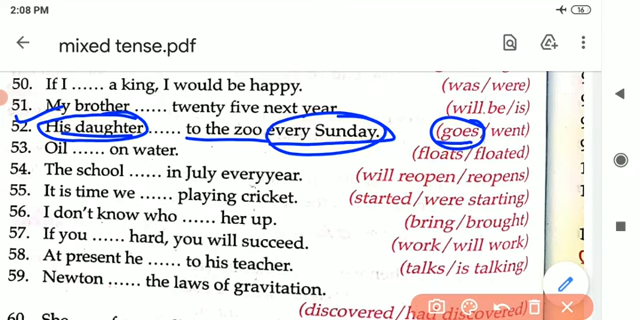 2:08 PM 16
mixed tense.pdf
50. If I ...... a king, I would be happy. (was/were)
51. My brother ...... twenty five next year. (will be/is)
52. His daughter ...... to the zoo every Sunday. (goes/went)
53. Oil ...... on water. (floats/floated)
54. The school ...... in July everyyear. (will reopen/reopens)
55. It is time we ...... playing cricket. (started/were starting)
56. I don't know who ...... her up. (bring/brought)
57. If you ...... hard, you will succeed. (work/will work)
58. At present he ...... to his teacher. (talks/is talking)
59. Newton ...... the laws of gravitation.
(discovered/had discovered)
60. She